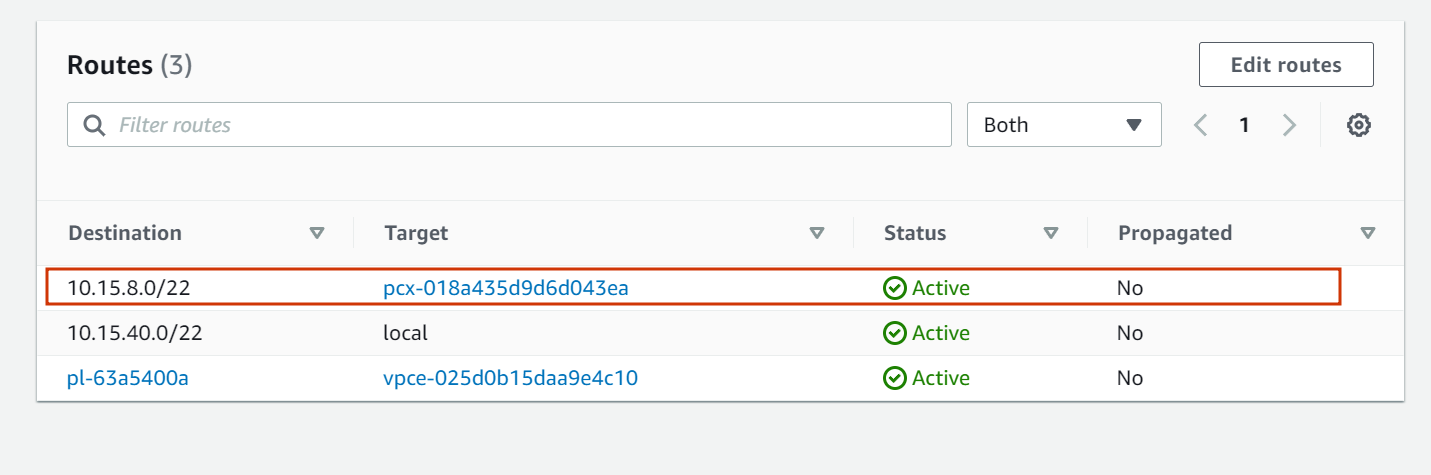 Routes (3)
Edit routes
Filter routes
Both
1
Destination Target Status Propagated
10.15.8.0/22 pcx-018a435d9d6d043ea Active No
10.15.40.0/22 local Active No
pl-63a5400a vpce-025d0b15daa9e4c10 Active No